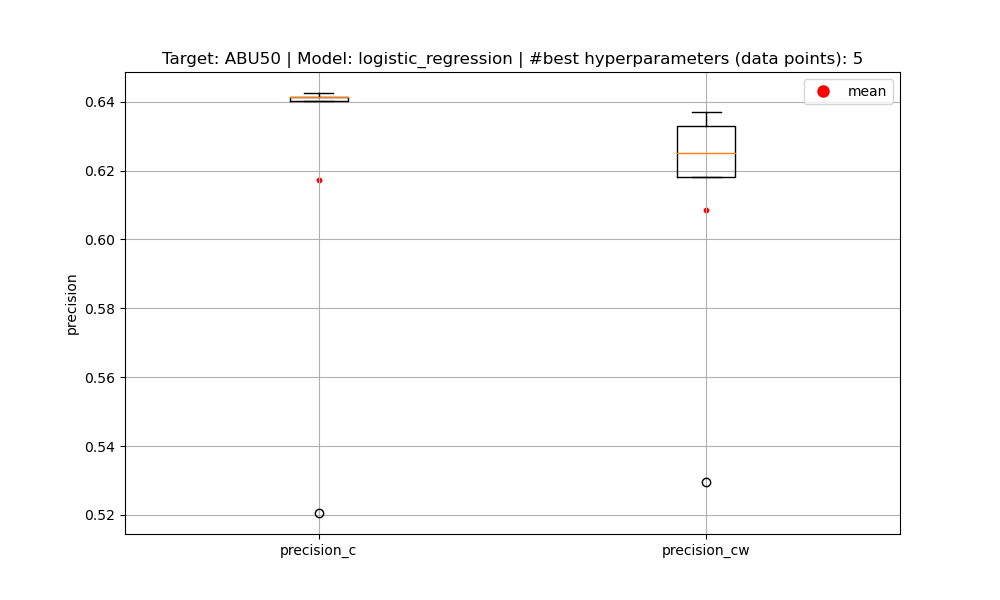 Target: ABU50 | Model: logistic_regression | #best hyperparameters (data points): 5
mean
0.64
0.62
0.60
0.58
0.56
0.54
0.52
precision
precision_c
precision_cw